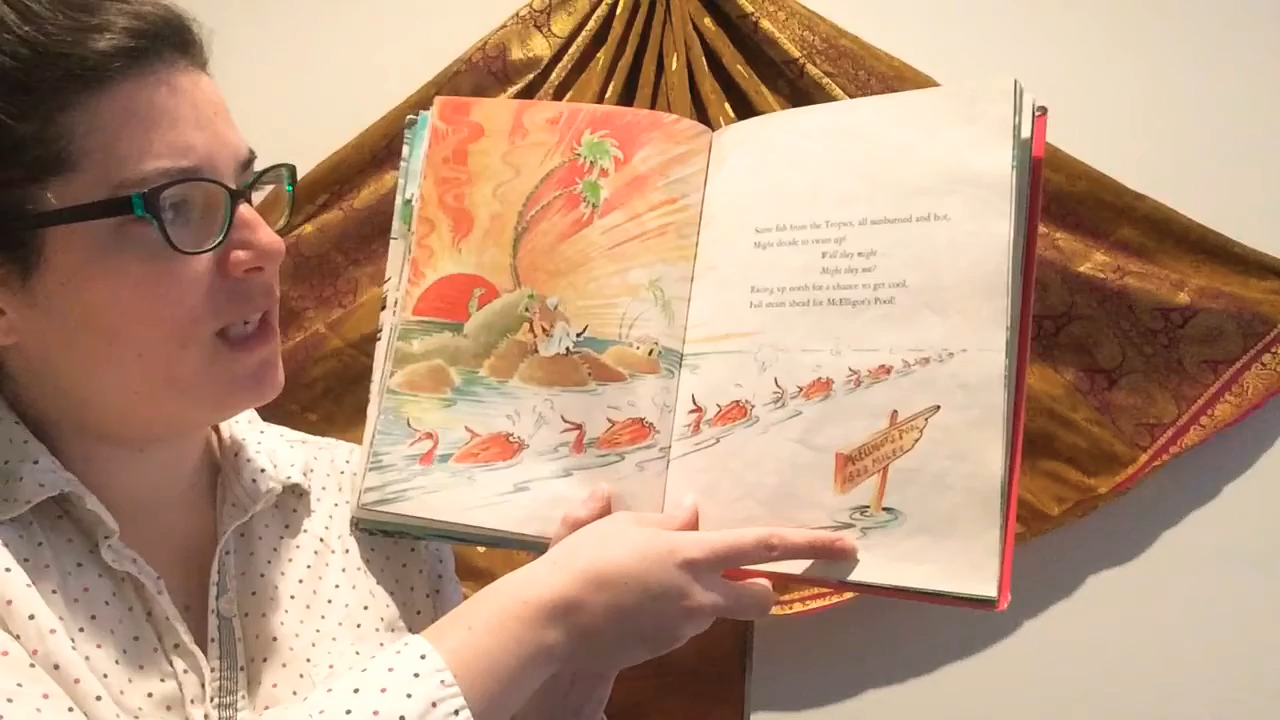 Some fish from the Tropics, all sunburned and hot,
Might decide to swim up!
Well they might . . .
Might they not?
Racing up north for a chance to get cool,
Full steam ahead for McElligot's Pool!
McELLIGOT'S POOL
1623 MILES